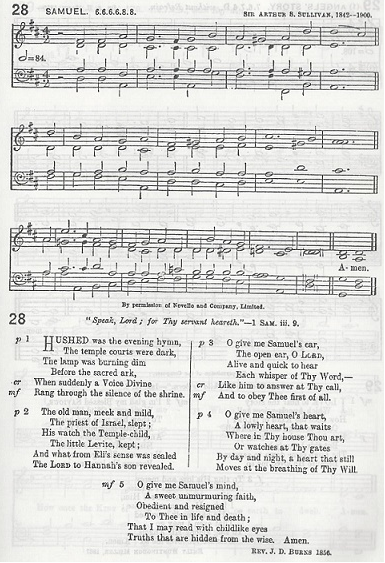 28 SAMUEL. 6.6.6.6.8.8. SIR ARTHUR S. SULLIVAN, 1842–1900.
=84.
A- men.
By permission of Novello and Company, Limited.
28
"Speak, Lord; for Thy servant heareth."—1 SAM. iii. 9.
p 1 HUSHED was the evening hymn,
The temple courts were dark,
The lamp was burning dim
Before the sacred ark,
cr When suddenly a Voice Divine
mf Rang through the silence of the shrine.
p 2 The old man, meek and mild,
The priest of Israel, slept;
His watch the Temple-child,
The little Levite, kept;
And what from Eli's sense was sealed
The LORD to Hannah's son revealed.
p 3 O give me Samuel's ear,
The open ear, O LORD,
Alive and quick to hear
Each whisper of Thy Word,—
cr Like him to answer at Thy call,
mf And to obey Thee first of all.
p 4 O give me Samuel's heart,
A lowly heart, that waits
Where in Thy house Thou art,
Or watches at Thy gates
By day and night, a heart that still
Moves at the breathing of Thy Will.
mf 5 O give me Samuel's mind,
A sweet unmurmuring faith,
Obedient and resigned
To Thee in life and death;
That I may read with childlike eyes
Truths that are hidden from the wise. Amen.
REV. J. D. BURNS 1856.